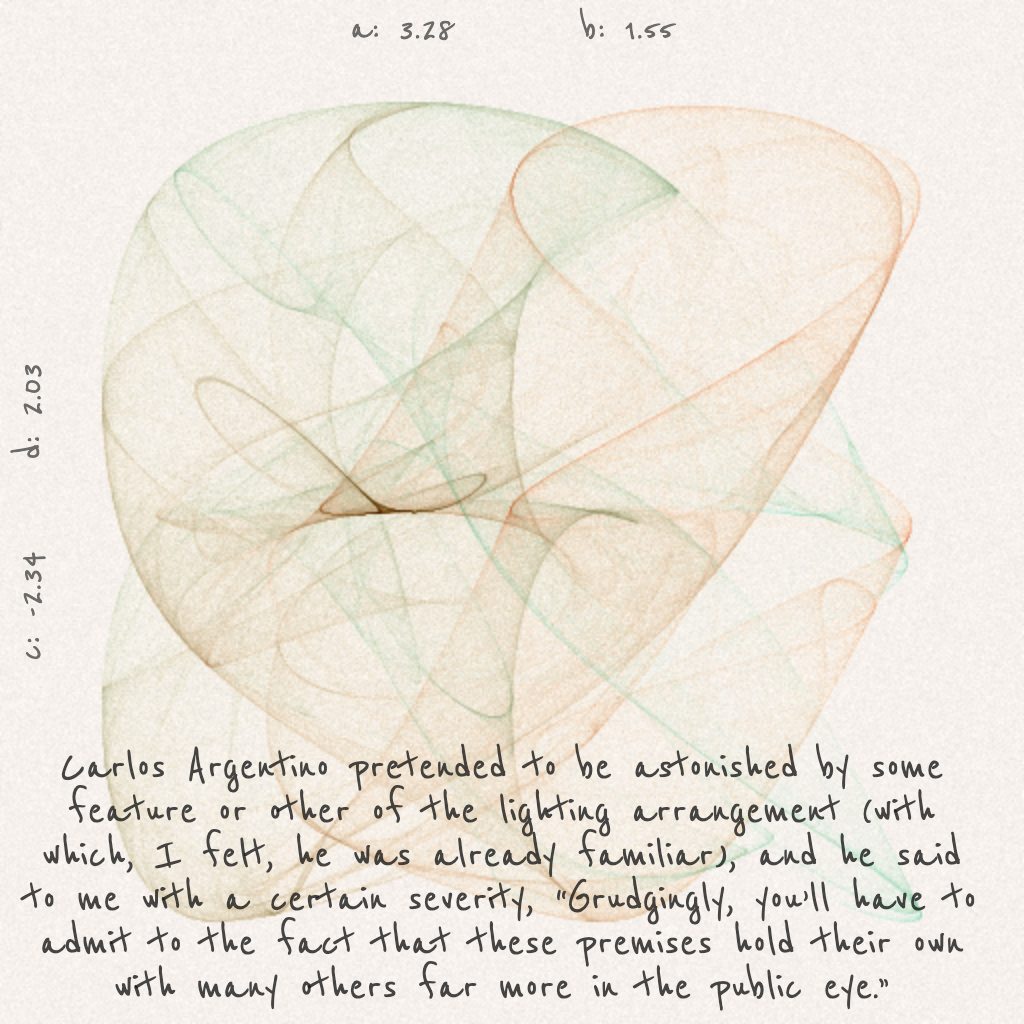 a: 3.28 b: 1.55
d: 2.03
c: -2.34
Carlos Argentino pretended to be astonished by some
feature or other of the lighting arrangement (with
which, I felt, he was already familiar), and he said
to me with a certain severity, "Grudgingly, you'll have to
admit to the fact that these premises hold their own
with many others far more in the public eye."